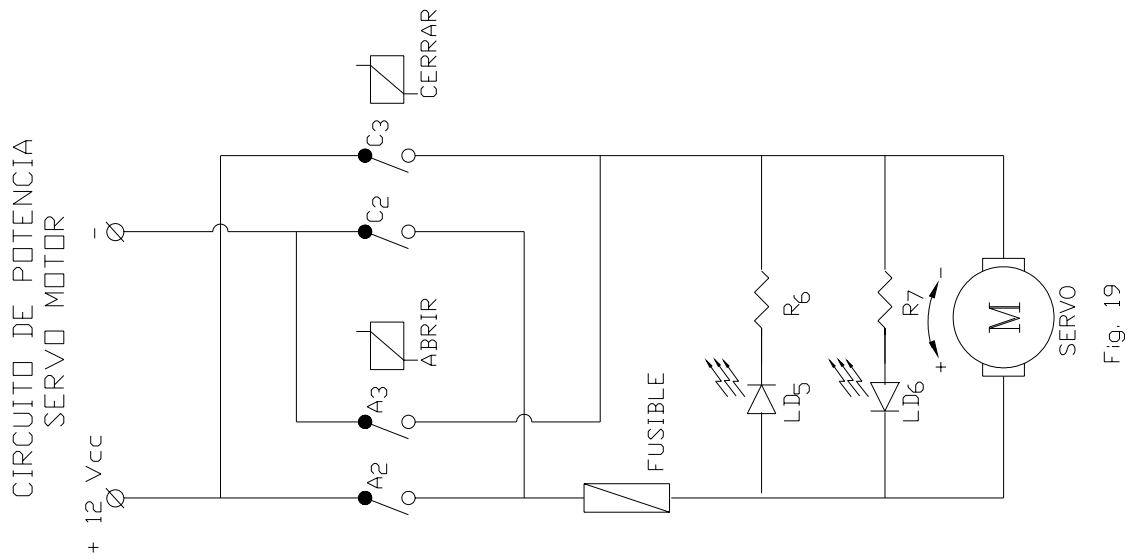 CIRCUITO DE POTENCIA
SERVO MOTOR
+ 12 Vcc
-
A2
A3
C2
C3
ABRIR
CERRAR
FUSIBLE
LD5
R6
LD6
R7
+
-
M
SERVO
Fig. 19